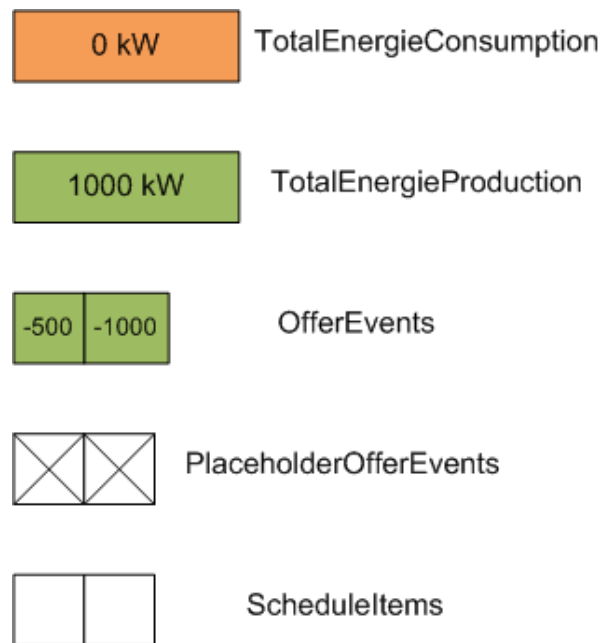 0 kW TotalEnergieConsumption
1000 kW TotalEnergieProduction
-500 -1000 OfferEvents
PlaceholderOfferEvents
ScheduleItems